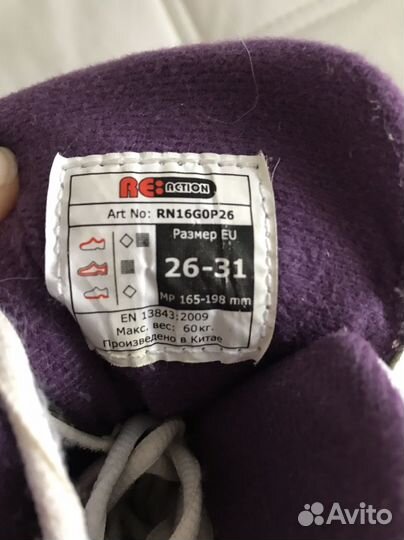 RE:ACTION
Art No: RN16G0P26
Размер EU
26-31
MP 165-198 mm
EN 13843:2009
Макс. вес: 60кг.
Произведено в Китае
Avito